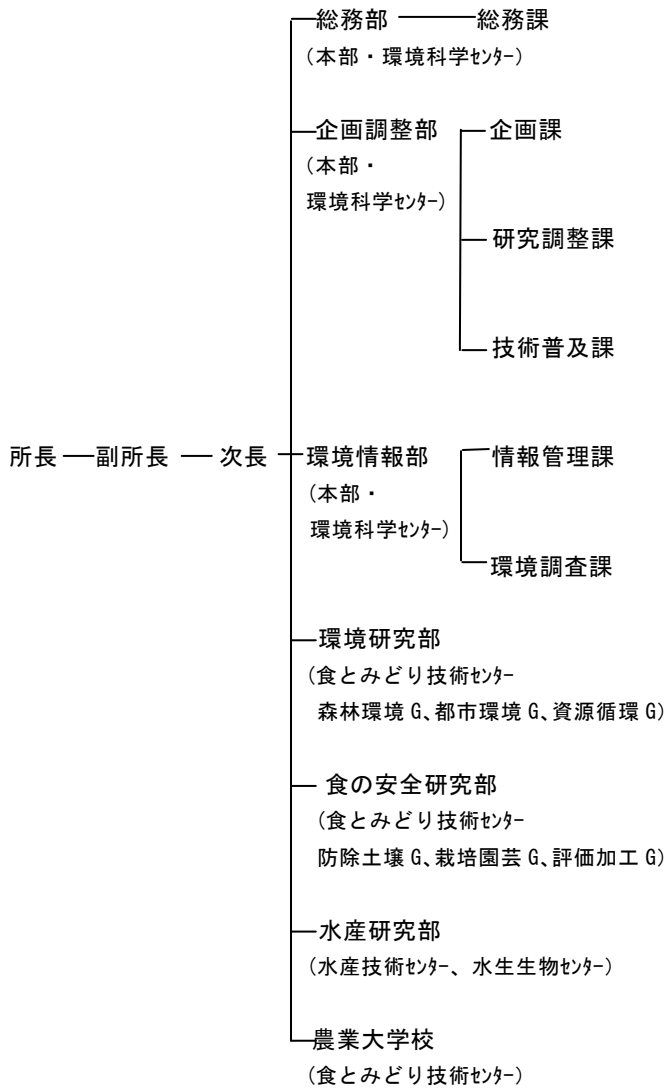 総務部 総務課
(本部・環境科学ｾﾝﾀｰ)
企画調整部 企画課
(本部・
環境科学ｾﾝﾀｰ)
研究調整課
技術普及課
所長 副所長 次長 環境情報部 情報管理課
(本部・
環境科学ｾﾝﾀｰ)
環境調査課
環境研究部
(食とみどり技術ｾﾝﾀｰ
森林環境 G、都市環境 G、資源循環 G)
食の安全研究部
(食とみどり技術ｾﾝﾀｰ
防除土壌 G、栽培園芸 G、評価加工 G)
水産研究部
(水産技術ｾﾝﾀｰ、水生生物ｾﾝﾀｰ)
農業大学校
(食とみどり技術ｾﾝﾀｰ)